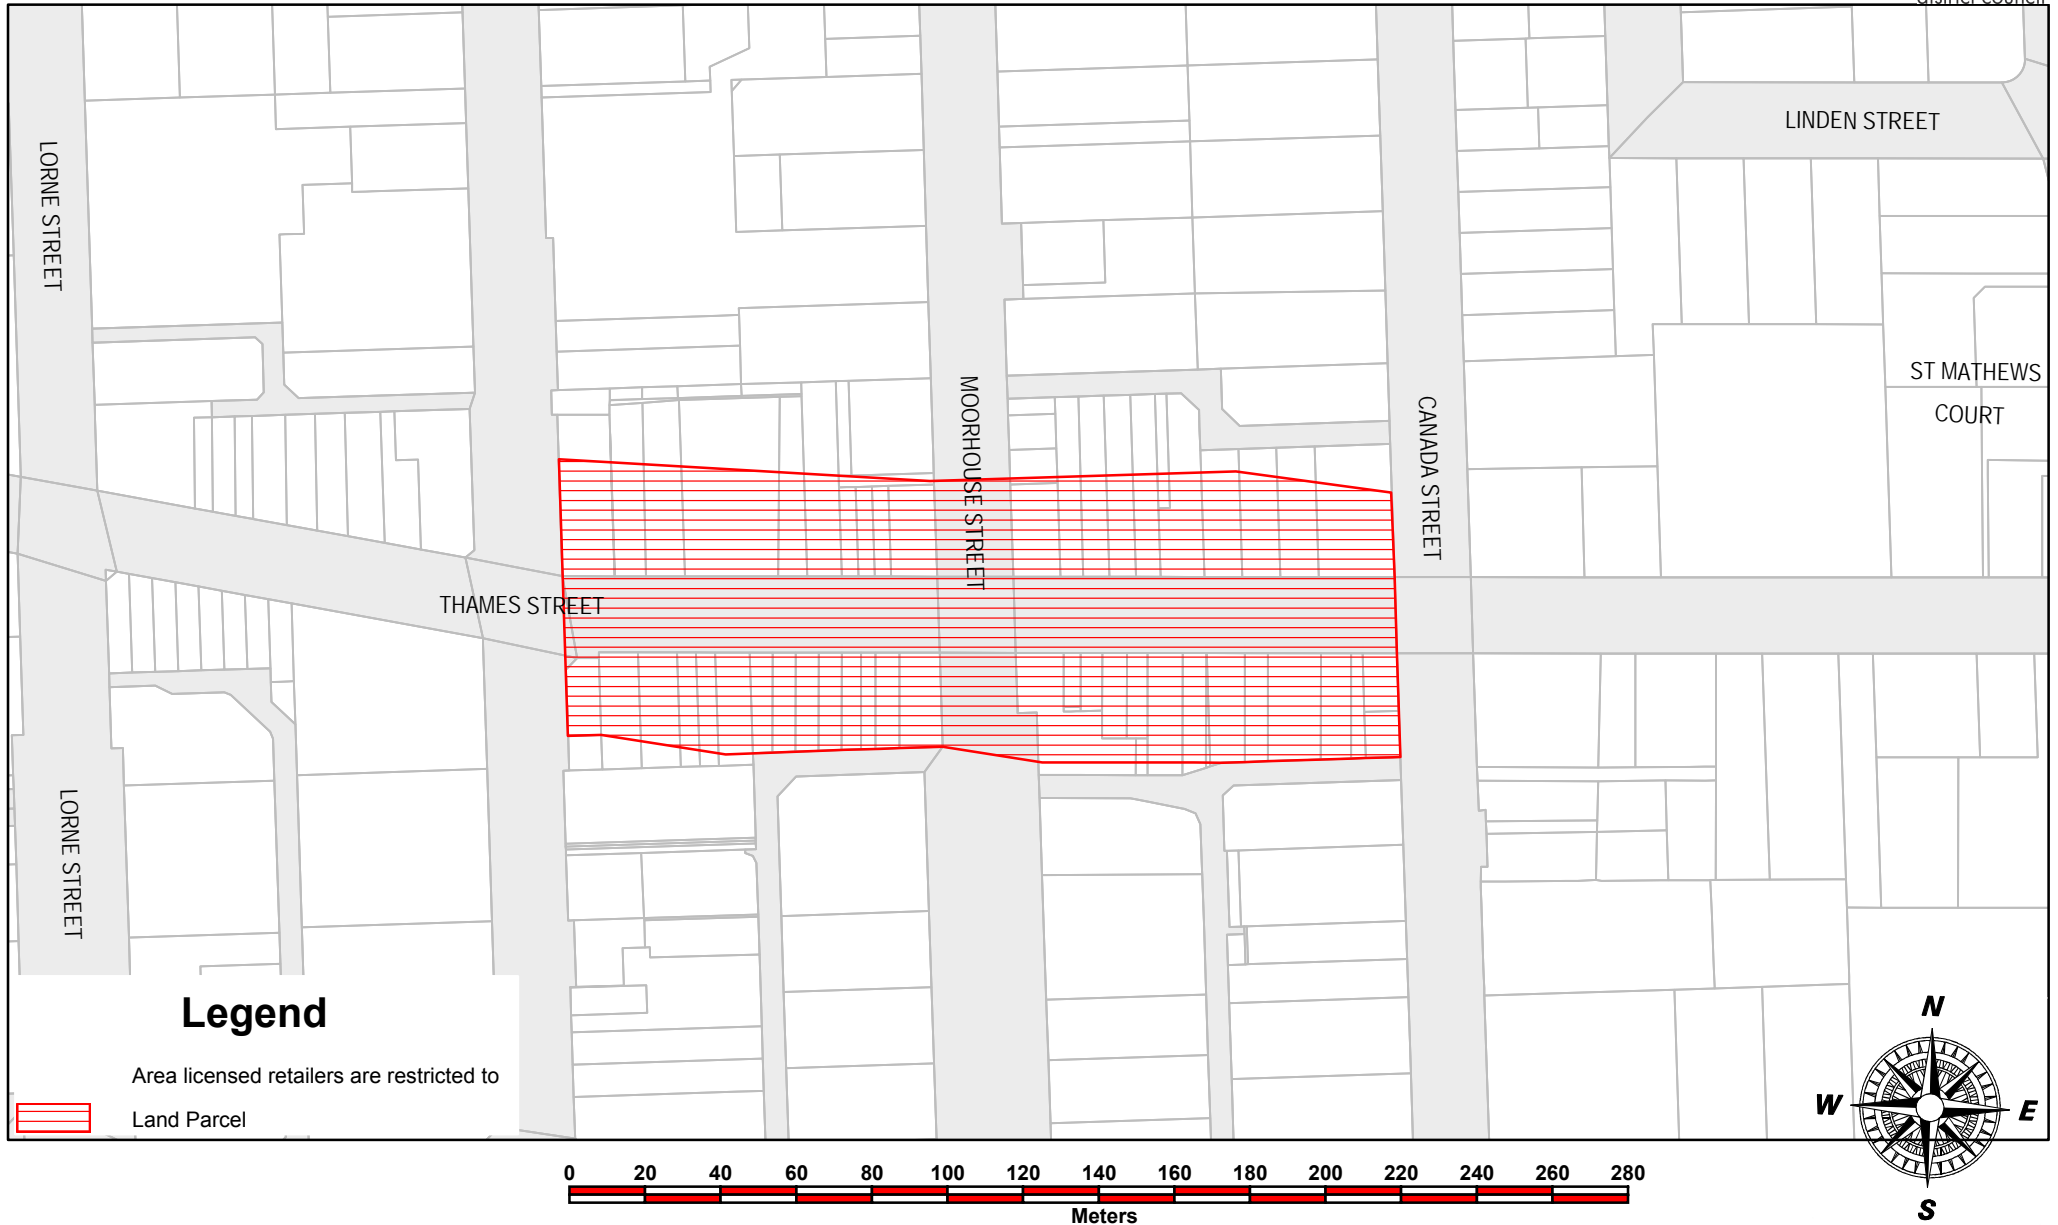 district council
LINDEN STREET
LORNE STREET
ST MATHEWS
COURT
MOORHOUSE STREET
CANADA STREET
THAMES STREET
LORNE STREET
Legend
Area licensed retailers are restricted to
Land Parcel
N
W
E
S
0 20 40 60 80 100 120 140 160 180 200 220 240 260 280
Meters